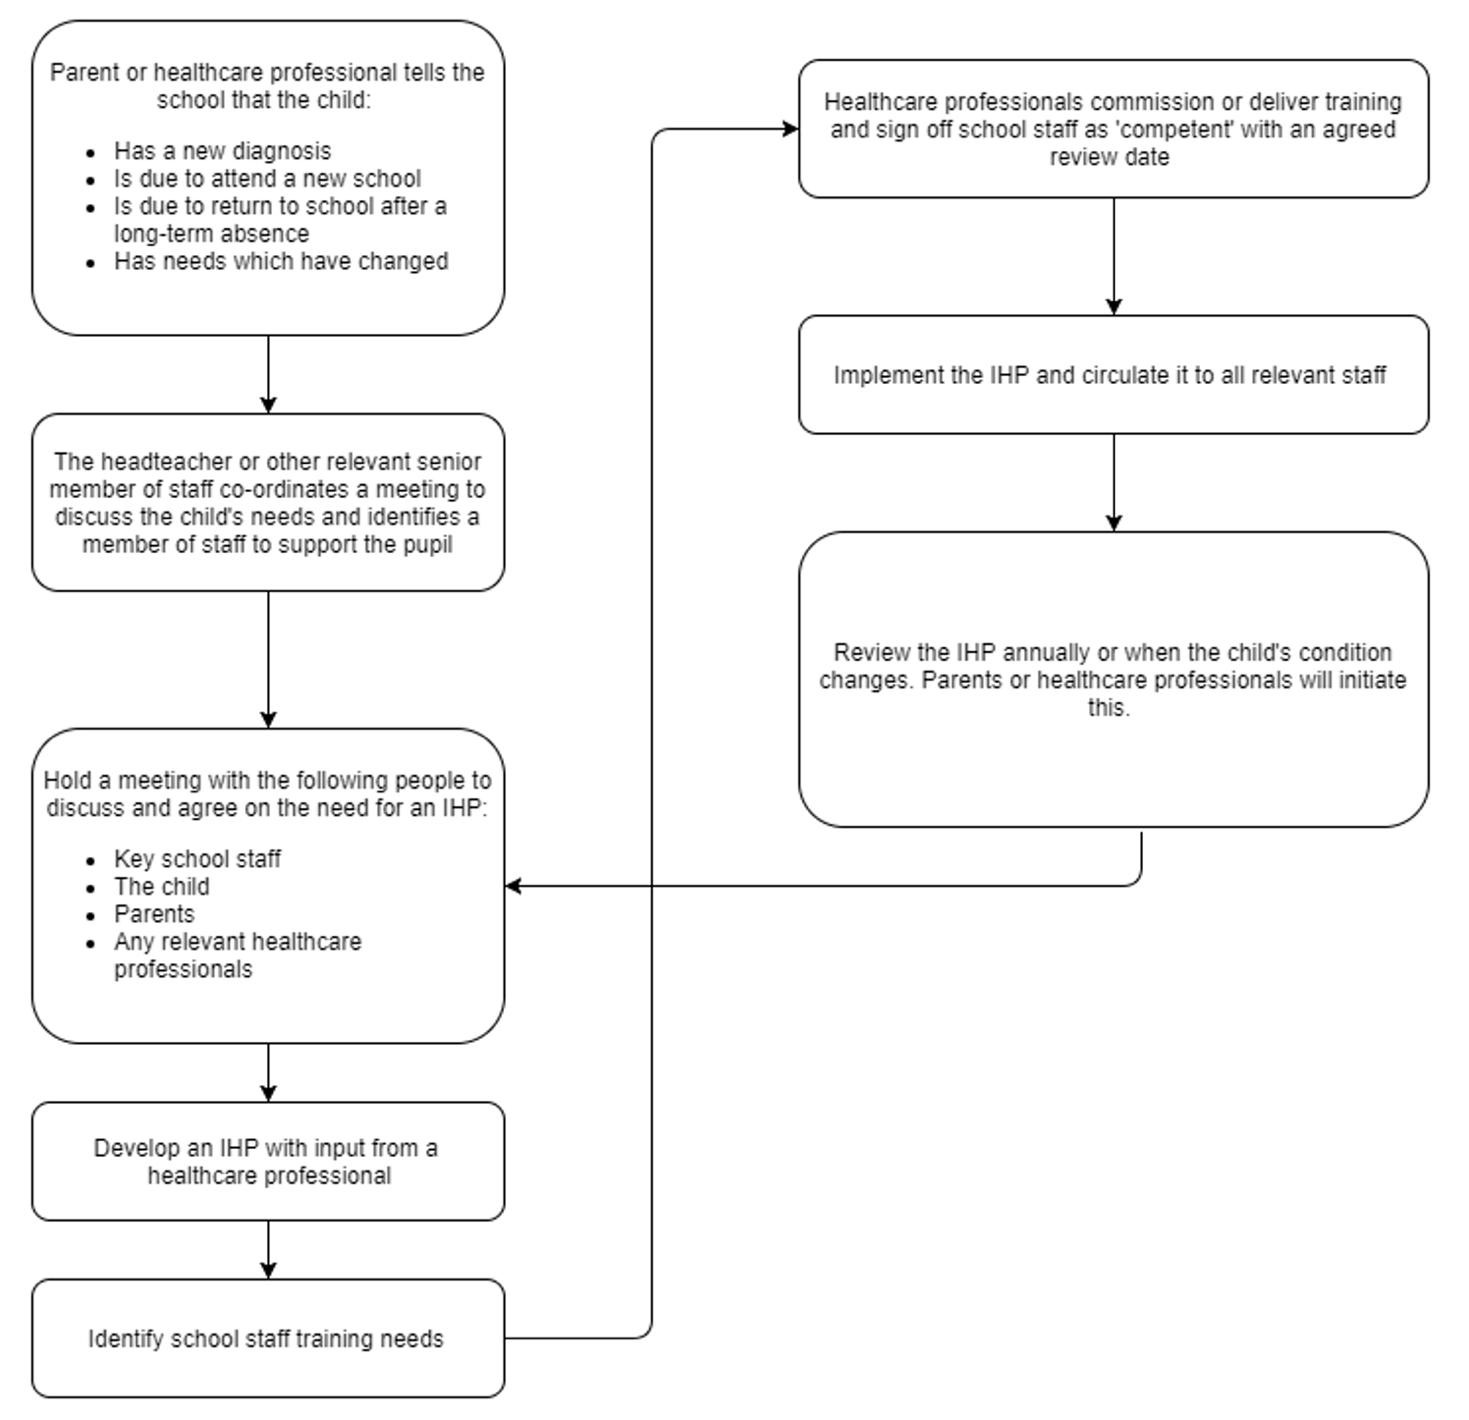 Parent or healthcare professional tells the
school that the child:
• Has a new diagnosis
• Is due to attend a new school
• Is due to return to school after a
long-term absence
• Has needs which have changed
The headteacher or other relevant senior
member of staff co-ordinates a meeting to
discuss the child's needs and identifies a
member of staff to support the pupil
Hold a meeting with the following people to
discuss and agree on the need for an IHP:
• Key school staff
• The child
• Parents
• Any relevant healthcare
professionals
Develop an IHP with input from a
healthcare professional
Identify school staff training needs
Healthcare professionals commission or deliver training
and sign off school staff as 'competent' with an agreed
review date
Implement the IHP and circulate it to all relevant staff
Review the IHP annually or when the child's condition
changes. Parents or healthcare professionals will initiate
this.